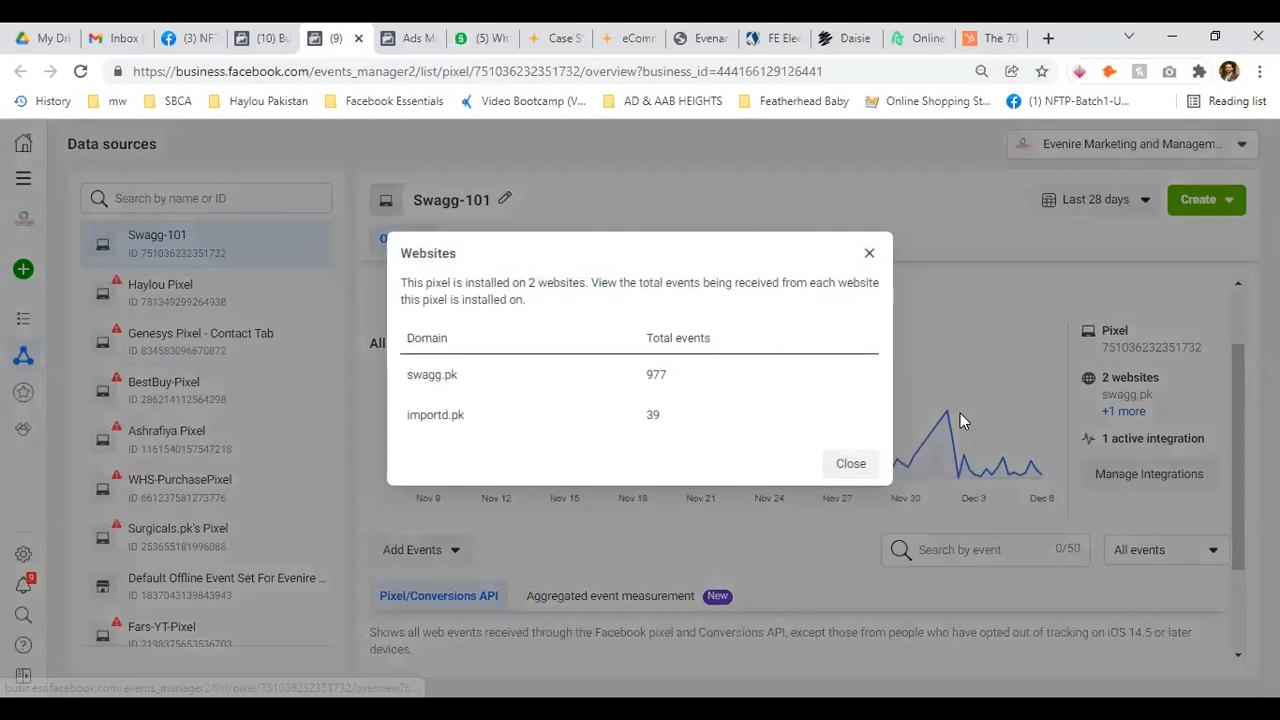 My Dri
Inbox (
(3) NFT
(10) Bu
(9)
Ads M
(5) Wh
Case S
eComm
Evenar
FE Elec
Daisie
Online
The 70
https://business.facebook.com/events_manager2/list/pixel/751036232351732/overview?business_id=444166129126441
History
mw
SBCA
Haylou Pakistan
Facebook Essentials
Video Bootcamp (V...
AD & AAB HEIGHTS
Featherhead Baby
Online Shopping St...
(1) NFTP-Batch1-U...
Reading list
Data sources
Evenire Marketing and Managem...
Search by name or ID
Swagg-101
ID 751036232351732
Haylou Pixel
ID 781349299264938
Genesys Pixel - Contact Tab
ID 834583096670872
BestBuy-Pixel
ID 286214112564298
Ashrafiya Pixel
ID 1161540157547218
WHS-PurchasePixel
ID 661237581273776
Surgicals.pk's Pixel
ID 253655181996088
Default Offline Event Set For Evenire ...
ID 1837043139843943
Fars-YT-Pixel
ID 2198375653536703
9
Swagg-101
Last 28 days
Create
Websites
This pixel is installed on 2 websites. View the total events being received from each website
this pixel is installed on.
Domain
Total events
swagg.pk
977
importd.pk
39
Close
All
Pixel
751036232351732
2 websites
swagg.pk
+1 more
1 active integration
Manage Integrations
Nov 9
Nov 12
Nov 15
Nov 18
Nov 21
Nov 24
Nov 27
Nov 30
Dec 3
Dec 6
Add Events
Search by event
0/50
All events
Pixel/Conversions API
Aggregated event measurement
New
Shows all web events received through the Facebook pixel and Conversions API, except those from people who have opted out of tracking on iOS 14.5 or later
devices.
business.facebook.com/events_manager2/list/pixel/751036232351732/overview?b...